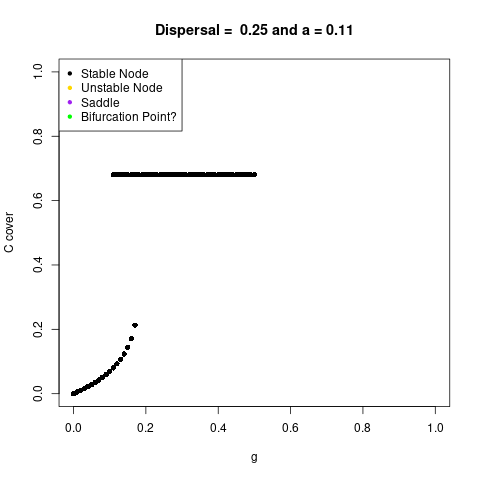 Dispersal =  0.25 and a = 0.11
Stable Node
Unstable Node
Saddle
Bifurcation Point?
C cover
1.0
0.8
0.6
0.4
0.2
0.0
0.0 0.2 0.4 0.6 0.8 1.0
g